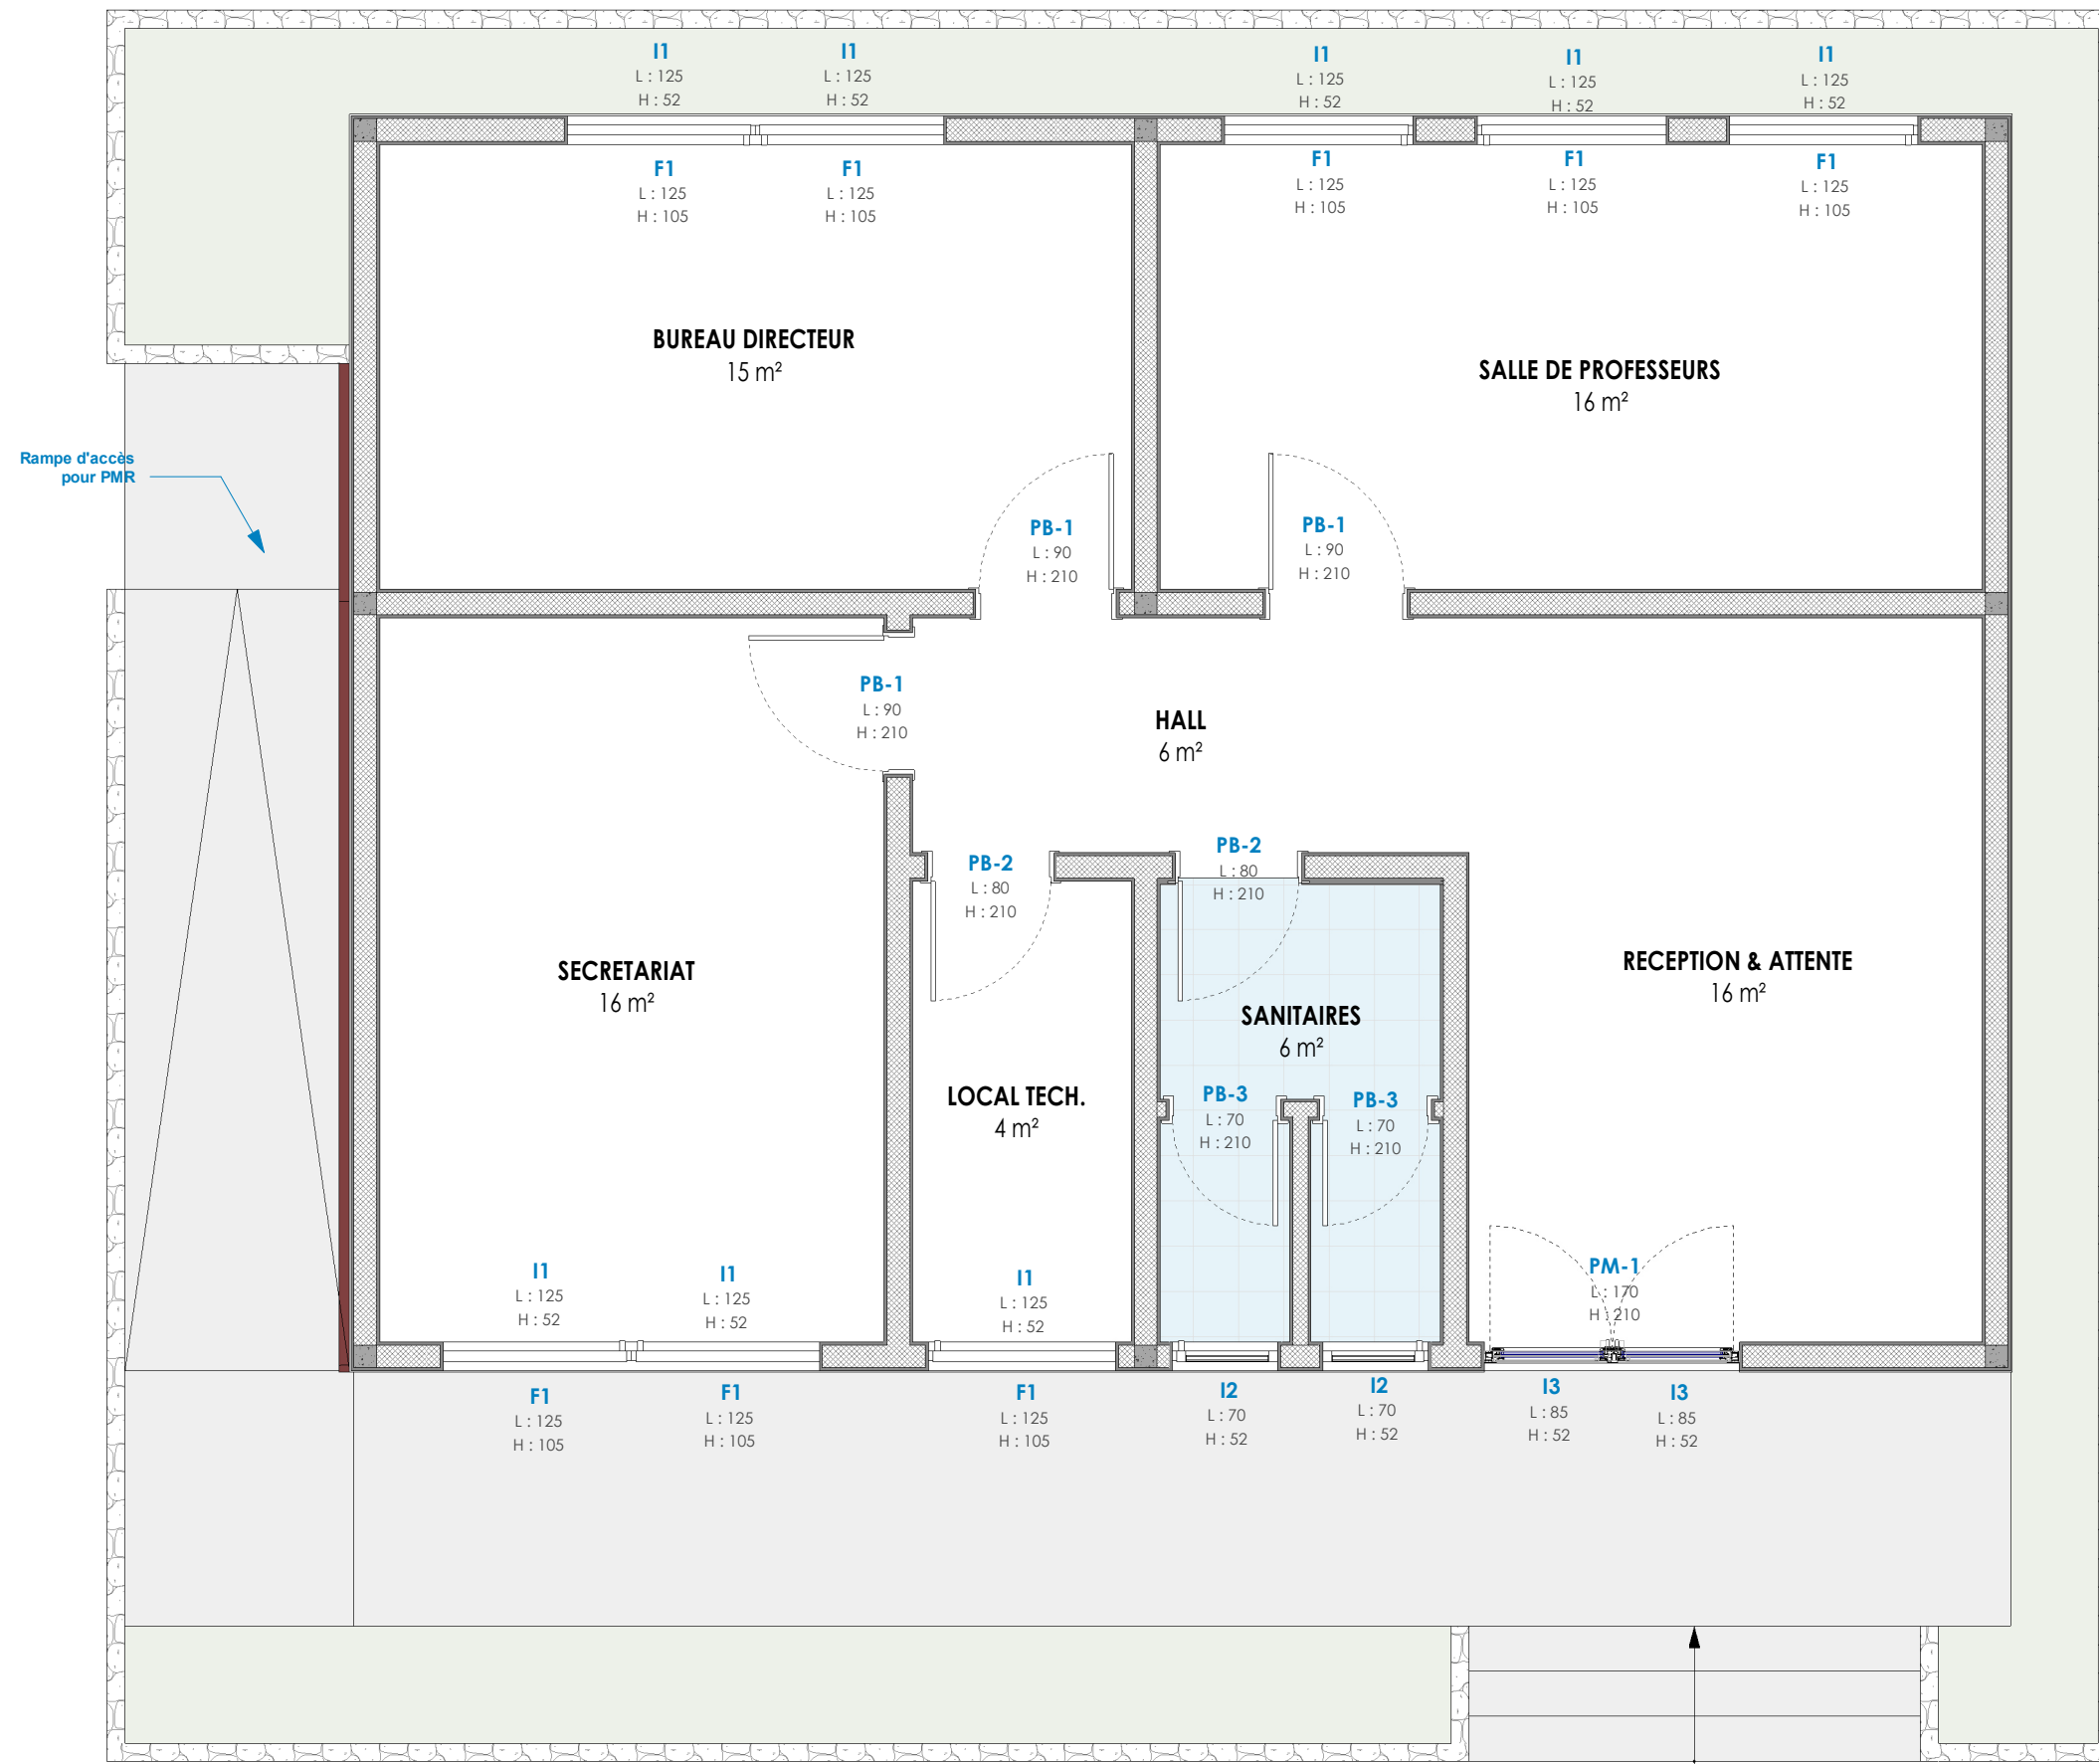 I1
L : 125
H : 52
I1
L : 125
H : 52
I1
L : 125
H : 52
I1
L : 125
H : 52
I1
L : 125
H : 52
F1
L : 125
H : 105
F1
L : 125
H : 105
F1
L : 125
H : 105
F1
L : 125
H : 105
F1
L : 125
H : 105
BUREAU DIRECTEUR
15 m²
SALLE DE PROFESSEURS
16 m²
Rampe d'accès
pour PMR
PB-1
L : 90
H : 210
PB-1
L : 90
H : 210
PB-1
L : 90
H : 210
HALL
6 m²
PB-2
L : 80
H : 210
PB-2
L : 80
H : 210
SECRETARIAT
16 m²
RECEPTION & ATTENTE
16 m²
SANITAIRES
6 m²
LOCAL TECH.
4 m²
PB-3
L : 70
H : 210
PB-3
L : 70
H : 210
I1
L : 125
H : 52
I1
L : 125
H : 52
I1
L : 125
H : 52
PM-1
L : 170
H : 210
F1
L : 125
H : 105
F1
L : 125
H : 105
F1
L : 125
H : 105
I2
L : 70
H : 52
I2
L : 70
H : 52
I3
L : 85
H : 52
I3
L : 85
H : 52